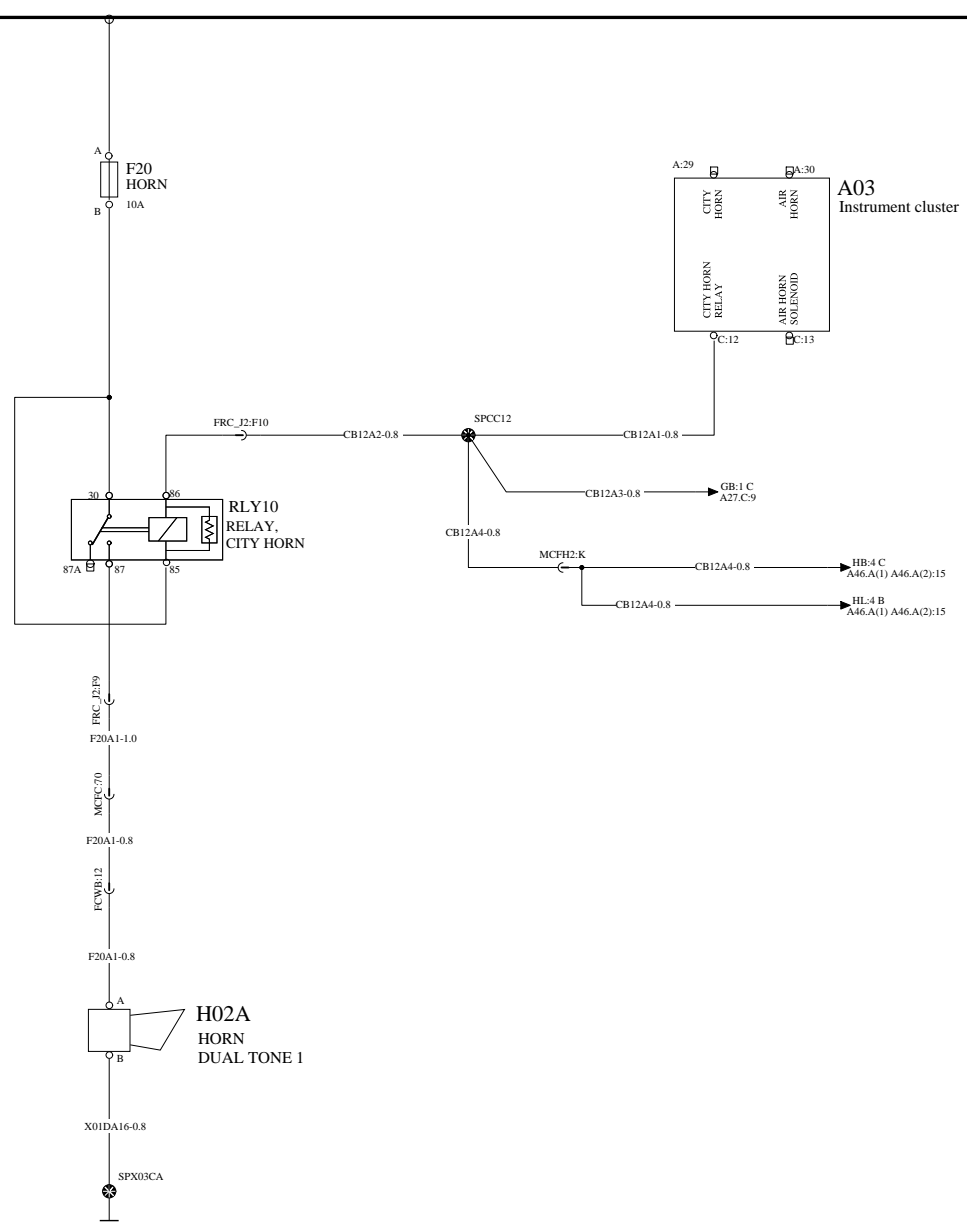 A
F20
HORN
B
10A
A:29
A:30
CITY
HORN
AIR
HORN
A03
Instrument cluster
CITY HORN
RELAY
AIR HORN
SOLENOID
C:12
C:13
FRC_J2:F10
CB12A2-0.8
SPCC12
CB12A1-0.8
30
86
RLY10
RELAY,
CITY HORN
87A
87
85
CB12A3-0.8
GB:1 C
A27.C:9
CB12A4-0.8
MCFH2:K
CB12A4-0.8
HB:4 C
A46.A(1) A46.A(2):15
CB12A4-0.8
HL:4 B
A46.A(1) A46.A(2):15
FRC_J2:F9
F20A1-1.0
MCFC:70
F20A1-0.8
FCWB:12
F20A1-0.8
A
H02A
HORN
DUAL TONE 1
B
X01DA16-0.8
SPX03CA